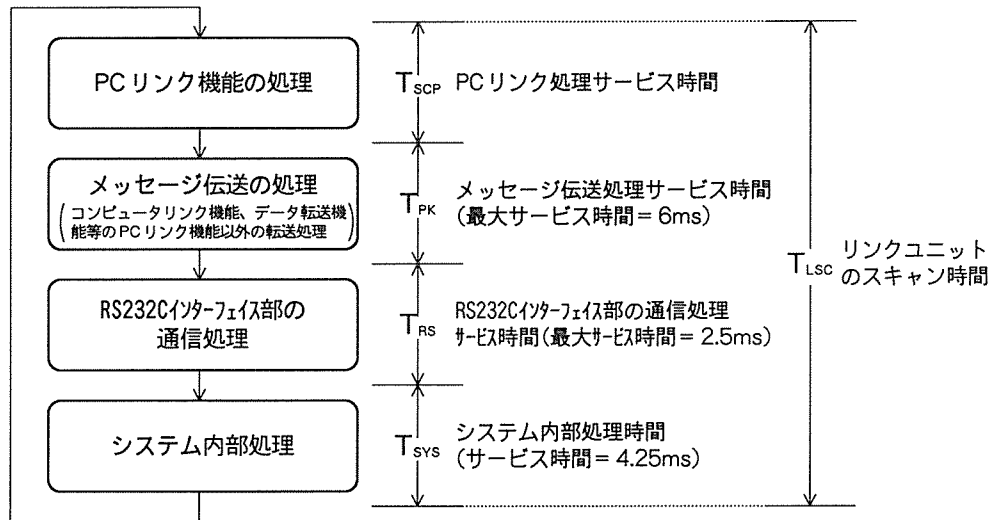 PCリンク機能の処理
TSCP PCリンク処理サービス時間
メッセージ伝送の処理
(コンピュータリンク機能、データ転送機
能等のPCリンク機能以外の転送処理)
TPK メッセージ伝送処理サービス時間
(最大サービス時間=6ms)
TLSC リンクユニット
のスキャン時間
RS232Cインターフェイス部の
通信処理
TRS RS232Cインターフェイス部の通信処理
サービス時間(最大サービス時間=2.5ms)
システム内部処理
TSYS システム内部処理時間
(サービス時間=4.25ms)